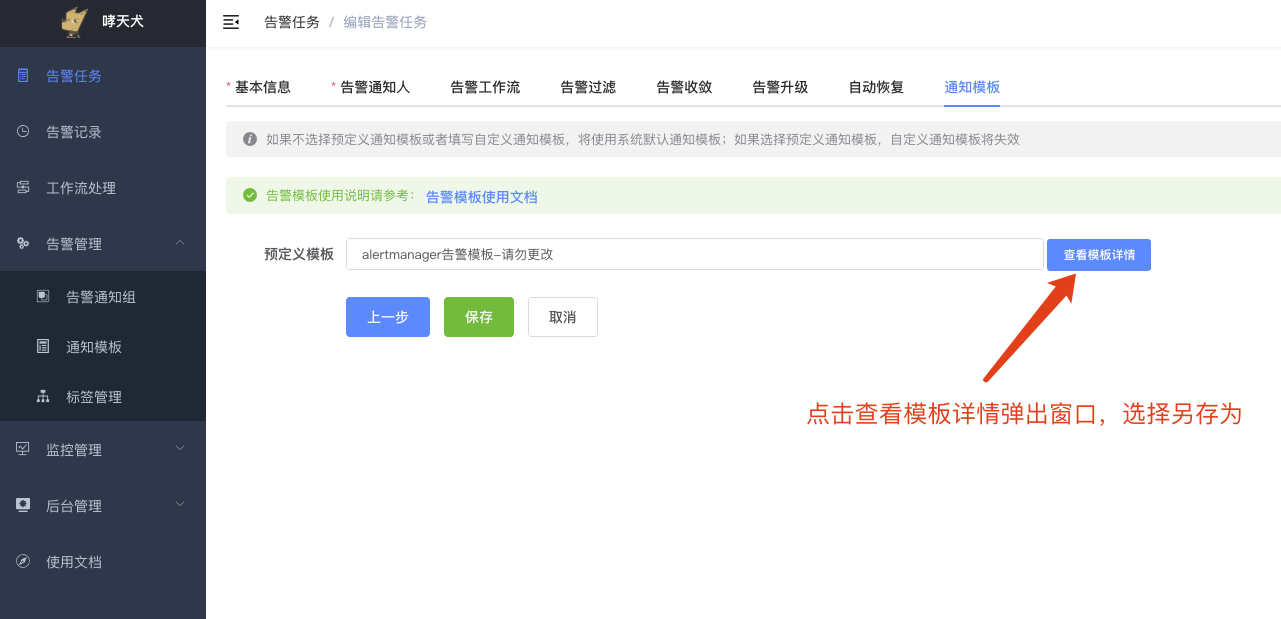 哮天犬
告警任务 / 编辑告警任务
告警任务
告警记录
工作流处理
告警管理
告警通知组
通知模板
标签管理
监控管理
后台管理
使用文档
* 基本信息 * 告警通知人 告警工作流 告警过滤 告警收敛 告警升级 自动恢复 通知模板
如果不选择预定义通知模板或者填写自定义通知模板，将使用系统默认通知模板；如果选择预定义通知模板，自定义通知模板将失效
告警模板使用说明请参考： 告警模板使用文档
预定义模板 alertmanager告警模板-请勿更改 查看模板详情
上一步 保存 取消
点击查看模板详情弹出窗口，选择另存为